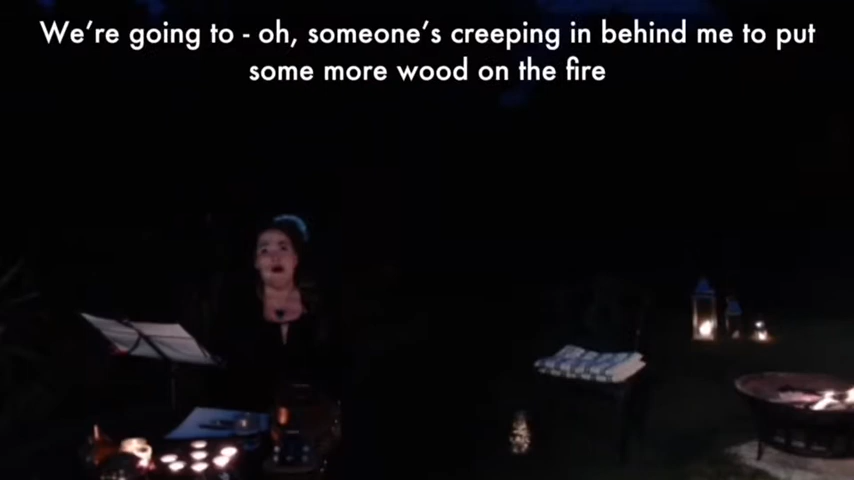 We're going to - oh, someone's creeping in behind me to put
some more wood on the fire